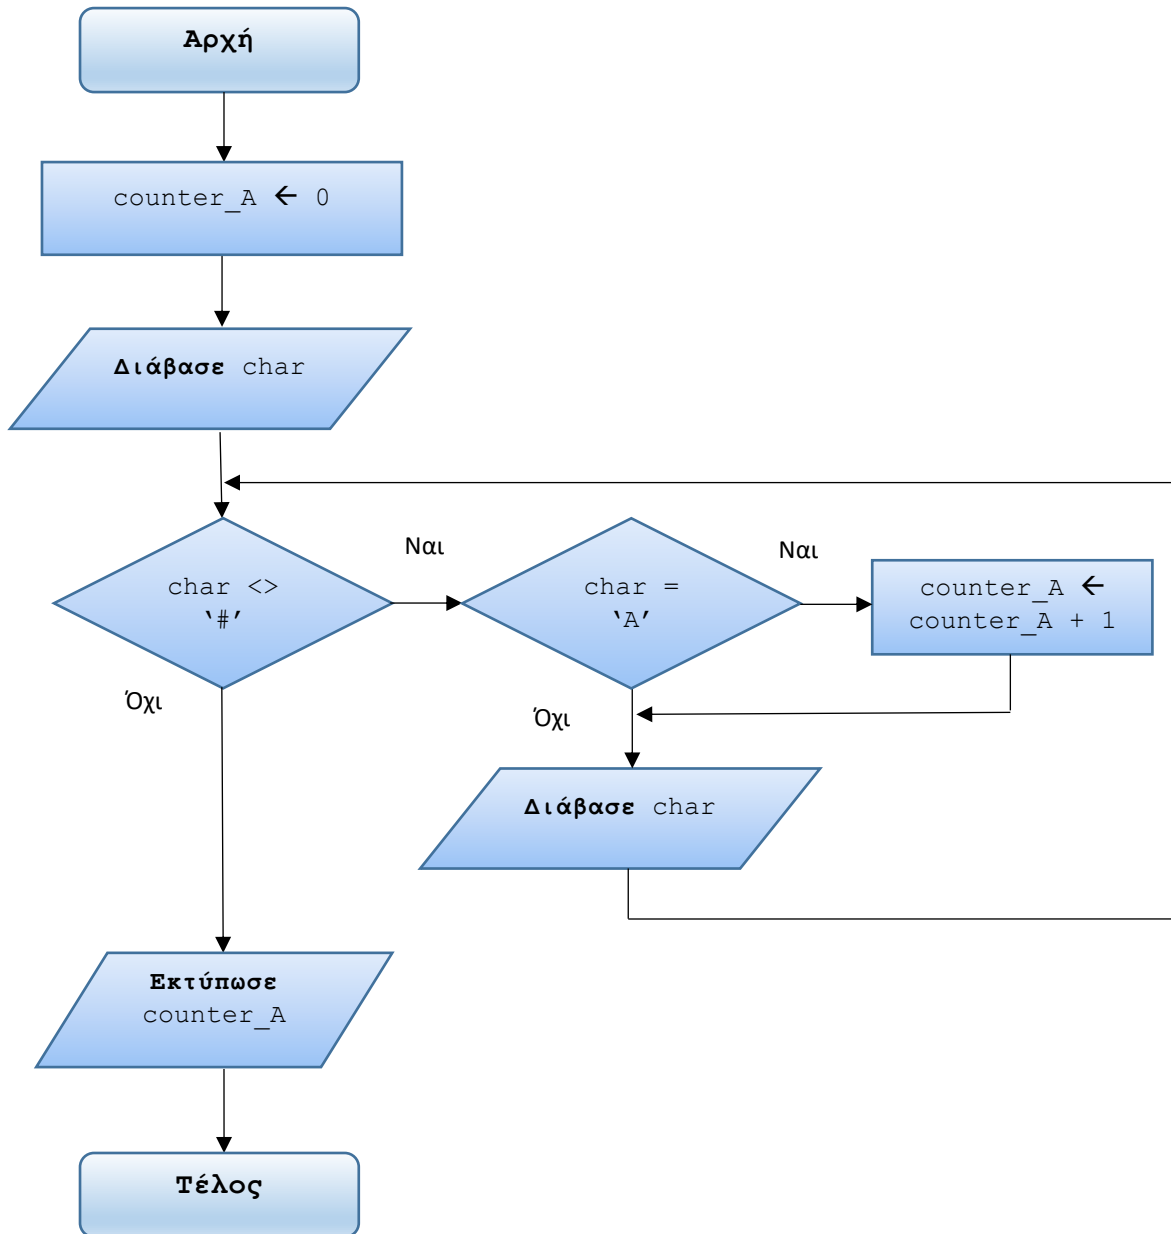 Αρχή
counter_A ← 0
Διάβασε char
char <>
‘#’
Ναι
char =
‘A’
Ναι
counter_A ←
counter_A + 1
Όχι
Όχι
Διάβασε char
Εκτύπωσε
counter_A
Τέλος